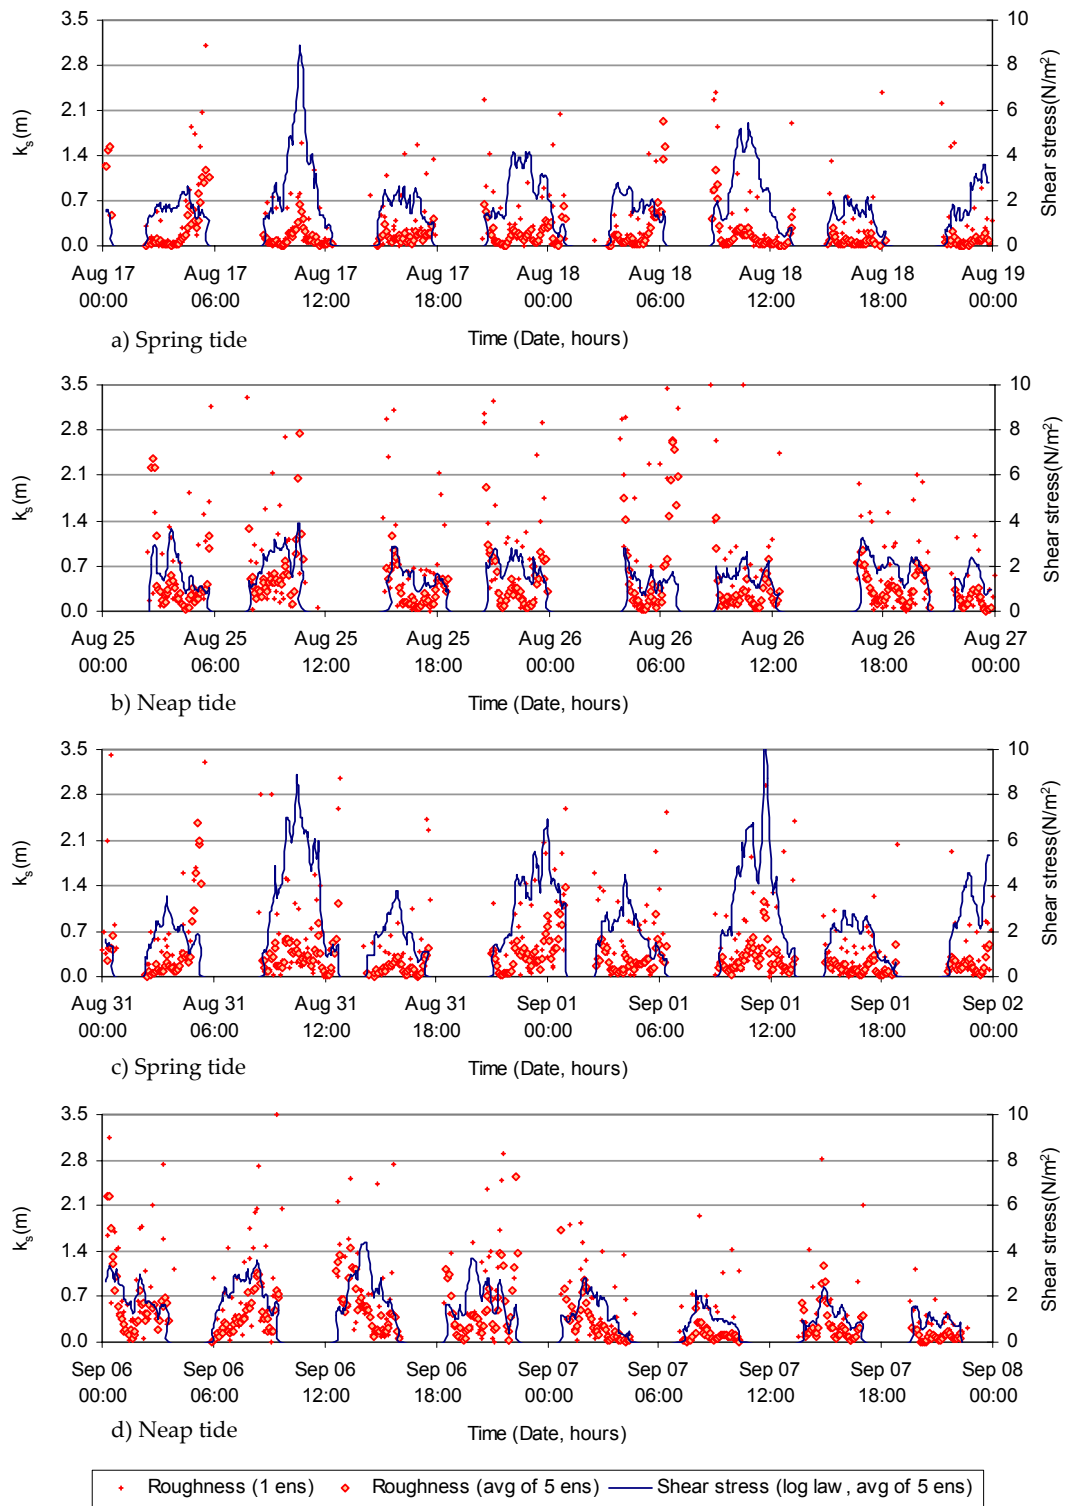 3.5 2.8 2.1 1.4 0.7 0.0
kₛ(m)
10 8 6 4 2 0
Shear stress(N/m²)
Aug 17 Aug 17 Aug 17 Aug 17 Aug 18 Aug 18 Aug 18 Aug 18 Aug 19
00:00 06:00 12:00 18:00 00:00 06:00 12:00 18:00 00:00
Time (Date, hours)
a) Spring tide
3.5 2.8 2.1 1.4 0.7 0.0
kₛ(m)
10 8 6 4 2 0
Shear stress(N/m²)
Aug 25 Aug 25 Aug 25 Aug 25 Aug 26 Aug 26 Aug 26 Aug 26 Aug 27
00:00 06:00 12:00 18:00 00:00 06:00 12:00 18:00 00:00
Time (Date, hours)
b) Neap tide
3.5 2.8 2.1 1.4 0.7 0.0
kₛ(m)
10 8 6 4 2 0
Shear stress(N/m²)
Aug 31 Aug 31 Aug 31 Aug 31 Sep 01 Sep 01 Sep 01 Sep 01 Sep 02
00:00 06:00 12:00 18:00 00:00 06:00 12:00 18:00 00:00
Time (Date, hours)
c) Spring tide
3.5 2.8 2.1 1.4 0.7 0.0
kₛ(m)
10 8 6 4 2 0
Shear stress(N/m²)
Sep 06 Sep 06 Sep 06 Sep 06 Sep 07 Sep 07 Sep 07 Sep 07 Sep 08
00:00 06:00 12:00 18:00 00:00 06:00 12:00 18:00 00:00
Time (Date, hours)
d) Neap tide
Roughness (1 ens) Roughness (avg of 5 ens) Shear stress (log law, avg of 5 ens)